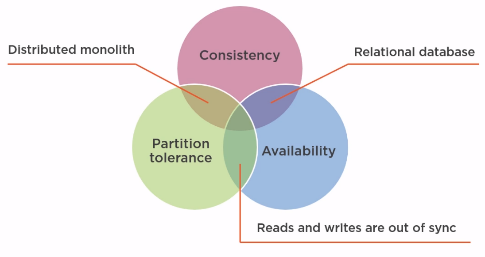 Distributed monolith
Consistency
Relational database
Partition
tolerance
Availability
Reads and writes are out of sync